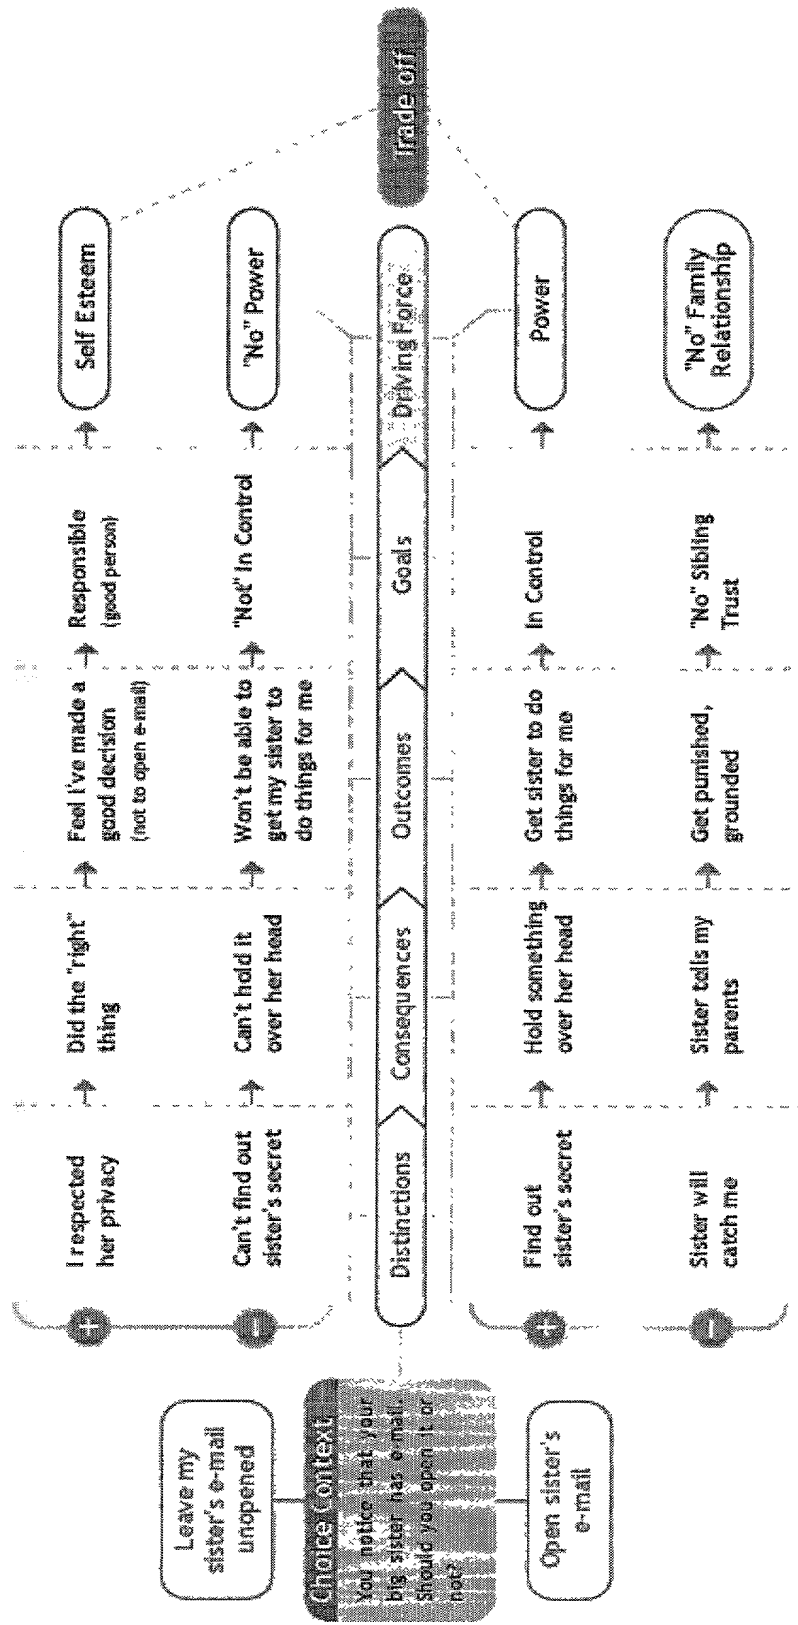 Leave my
sister's e-mail
unopened
Choice Context
You notice that your
big sister has e-mail.
Should you open it or
not?
Open sister's
e-mail
+
I respected
her privacy
Did the "right"
thing
Feel I've made a
good decision
(not to open e-mail)
Responsible
(good person)
Self Esteem
–
Can't find out
sister's secret
Can't hold it
over her head
Won't be able to
get my sister to
do things for me
"Not" In Control
"No" Power
Distinctions
Consequences
Outcomes
Goals
Driving Force
Trade off
+
Find out
sister's secret
Hold something
over her head
Get sister to do
things for me
In Control
Power
–
Sister will
catch me
Sister tells my
parents
Get punished,
grounded
"No" Sibling
Trust
"No" Family
Relationship